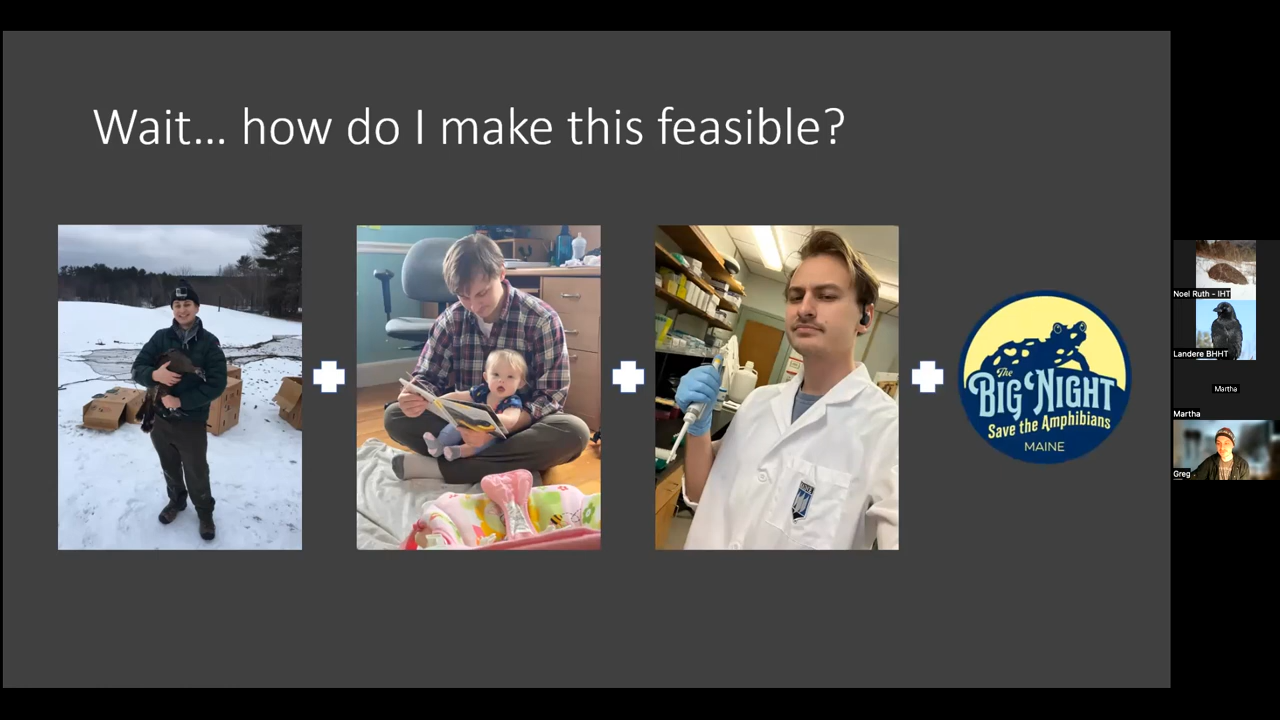 Wait... how do I make this feasible?
The
BIG NIGHT
Save the Amphibians
MAINE
Noel Ruth - IHT
Landere BHHT
Martha
Martha
Greg